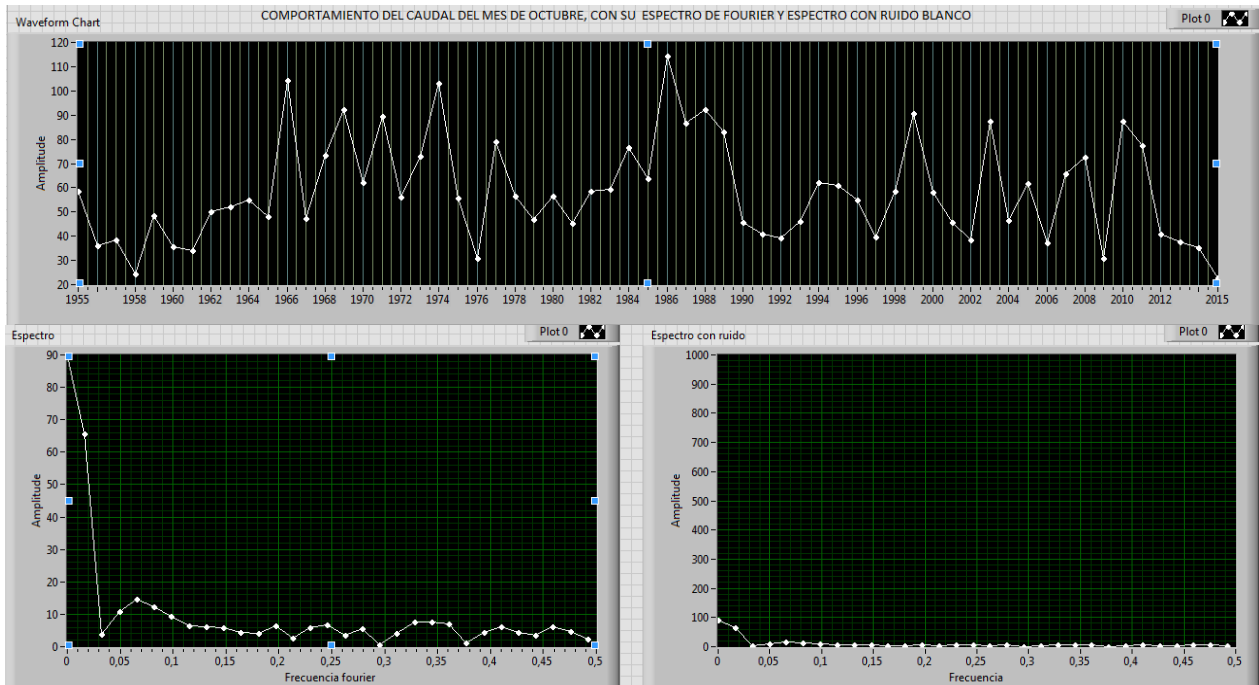 COMPORTAMIENTO DEL CAUDAL DEL MES DE OCTUBRE, CON SU ESPECTRO DE FOURIER Y ESPECTRO CON RUIDO BLANCO
Waveform Chart
Plot 0
Amplitude
120
110
100
90
80
70
60
50
40
30
20
1955 1958 1960 1962 1964 1966 1968 1970 1972 1974 1976 1978 1980 1982 1984 1986 1988 1990 1992 1994 1996 1998 2000 2002 2004 2006 2008 2010 2012 2015
Espectro
Plot 0
Amplitude
90
80
70
60
50
40
30
20
10
0
0 0,05 0,1 0,15 0,2 0,25 0,3 0,35 0,4 0,45 0,5
Frecuencia fourier
Espectro con ruido
Plot 0
Amplitude
1000
900
800
700
600
500
400
300
200
100
0
0 0,05 0,1 0,15 0,2 0,25 0,3 0,35 0,4 0,45 0,5
Frecuencia